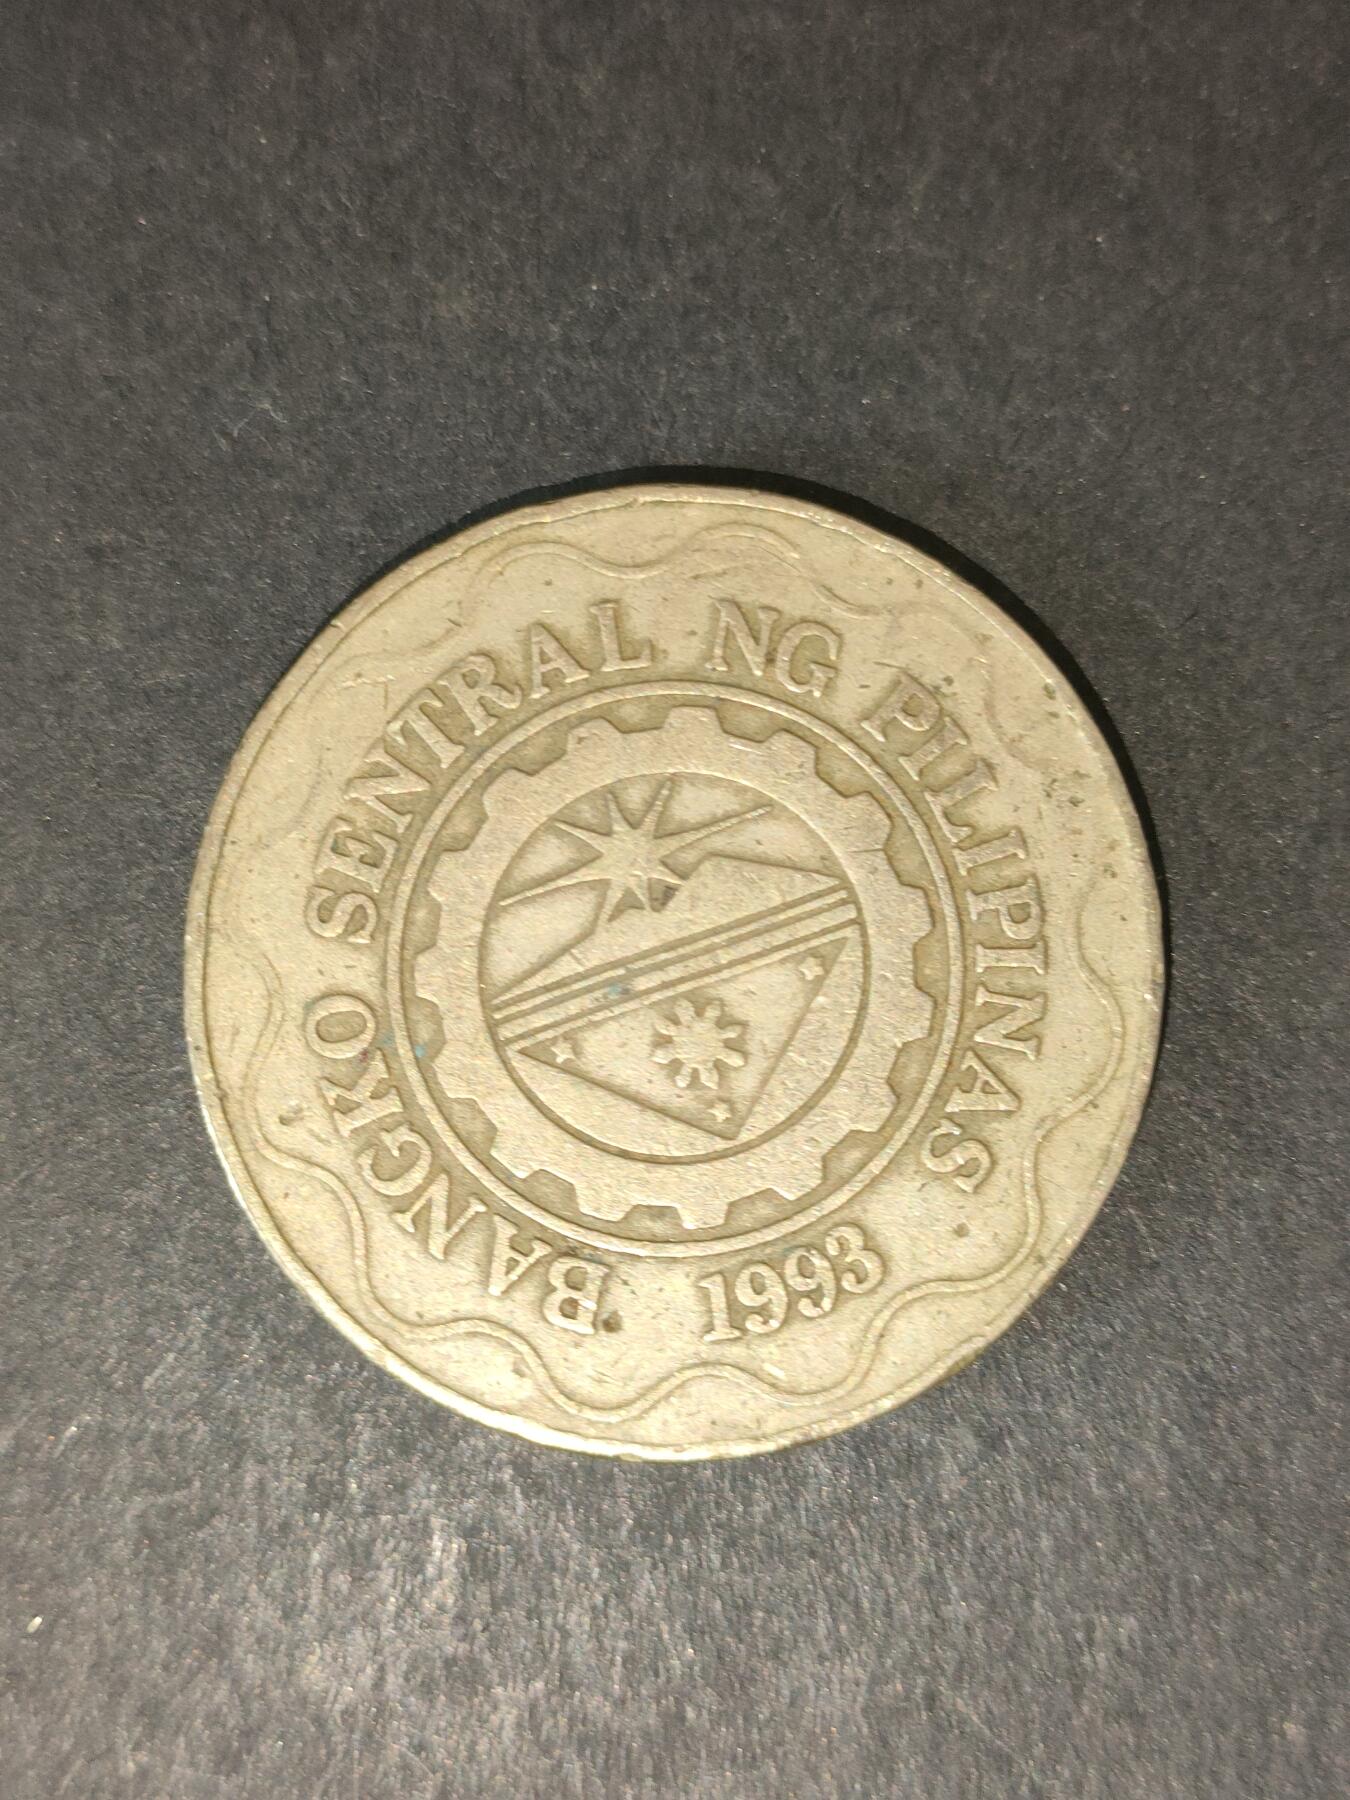 BANGKO SENTRAL NG PILIPINAS
1993